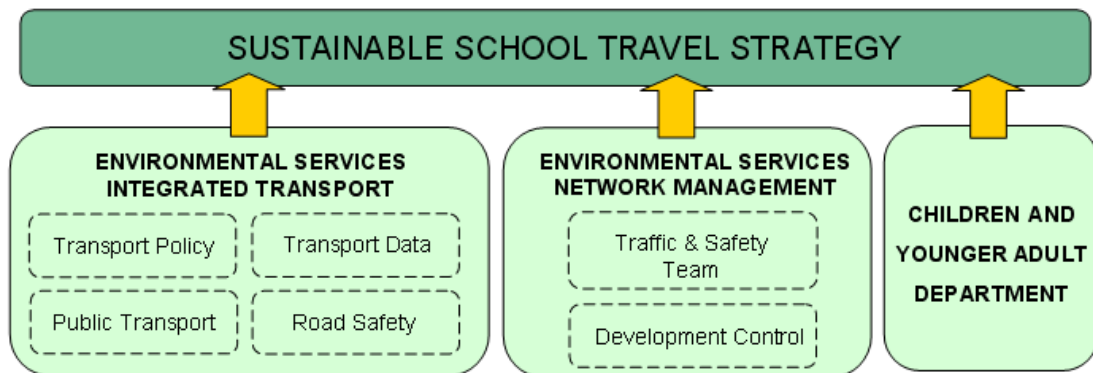 SUSTAINABLE SCHOOL TRAVEL STRATEGY
ENVIRONMENTAL SERVICES
INTEGRATED TRANSPORT
Transport Policy
Transport Data
Public Transport
Road Safety
ENVIRONMENTAL SERVICES
NETWORK MANAGEMENT
Traffic & Safety
Team
Development Control
CHILDREN AND
YOUNGER ADULT
DEPARTMENT